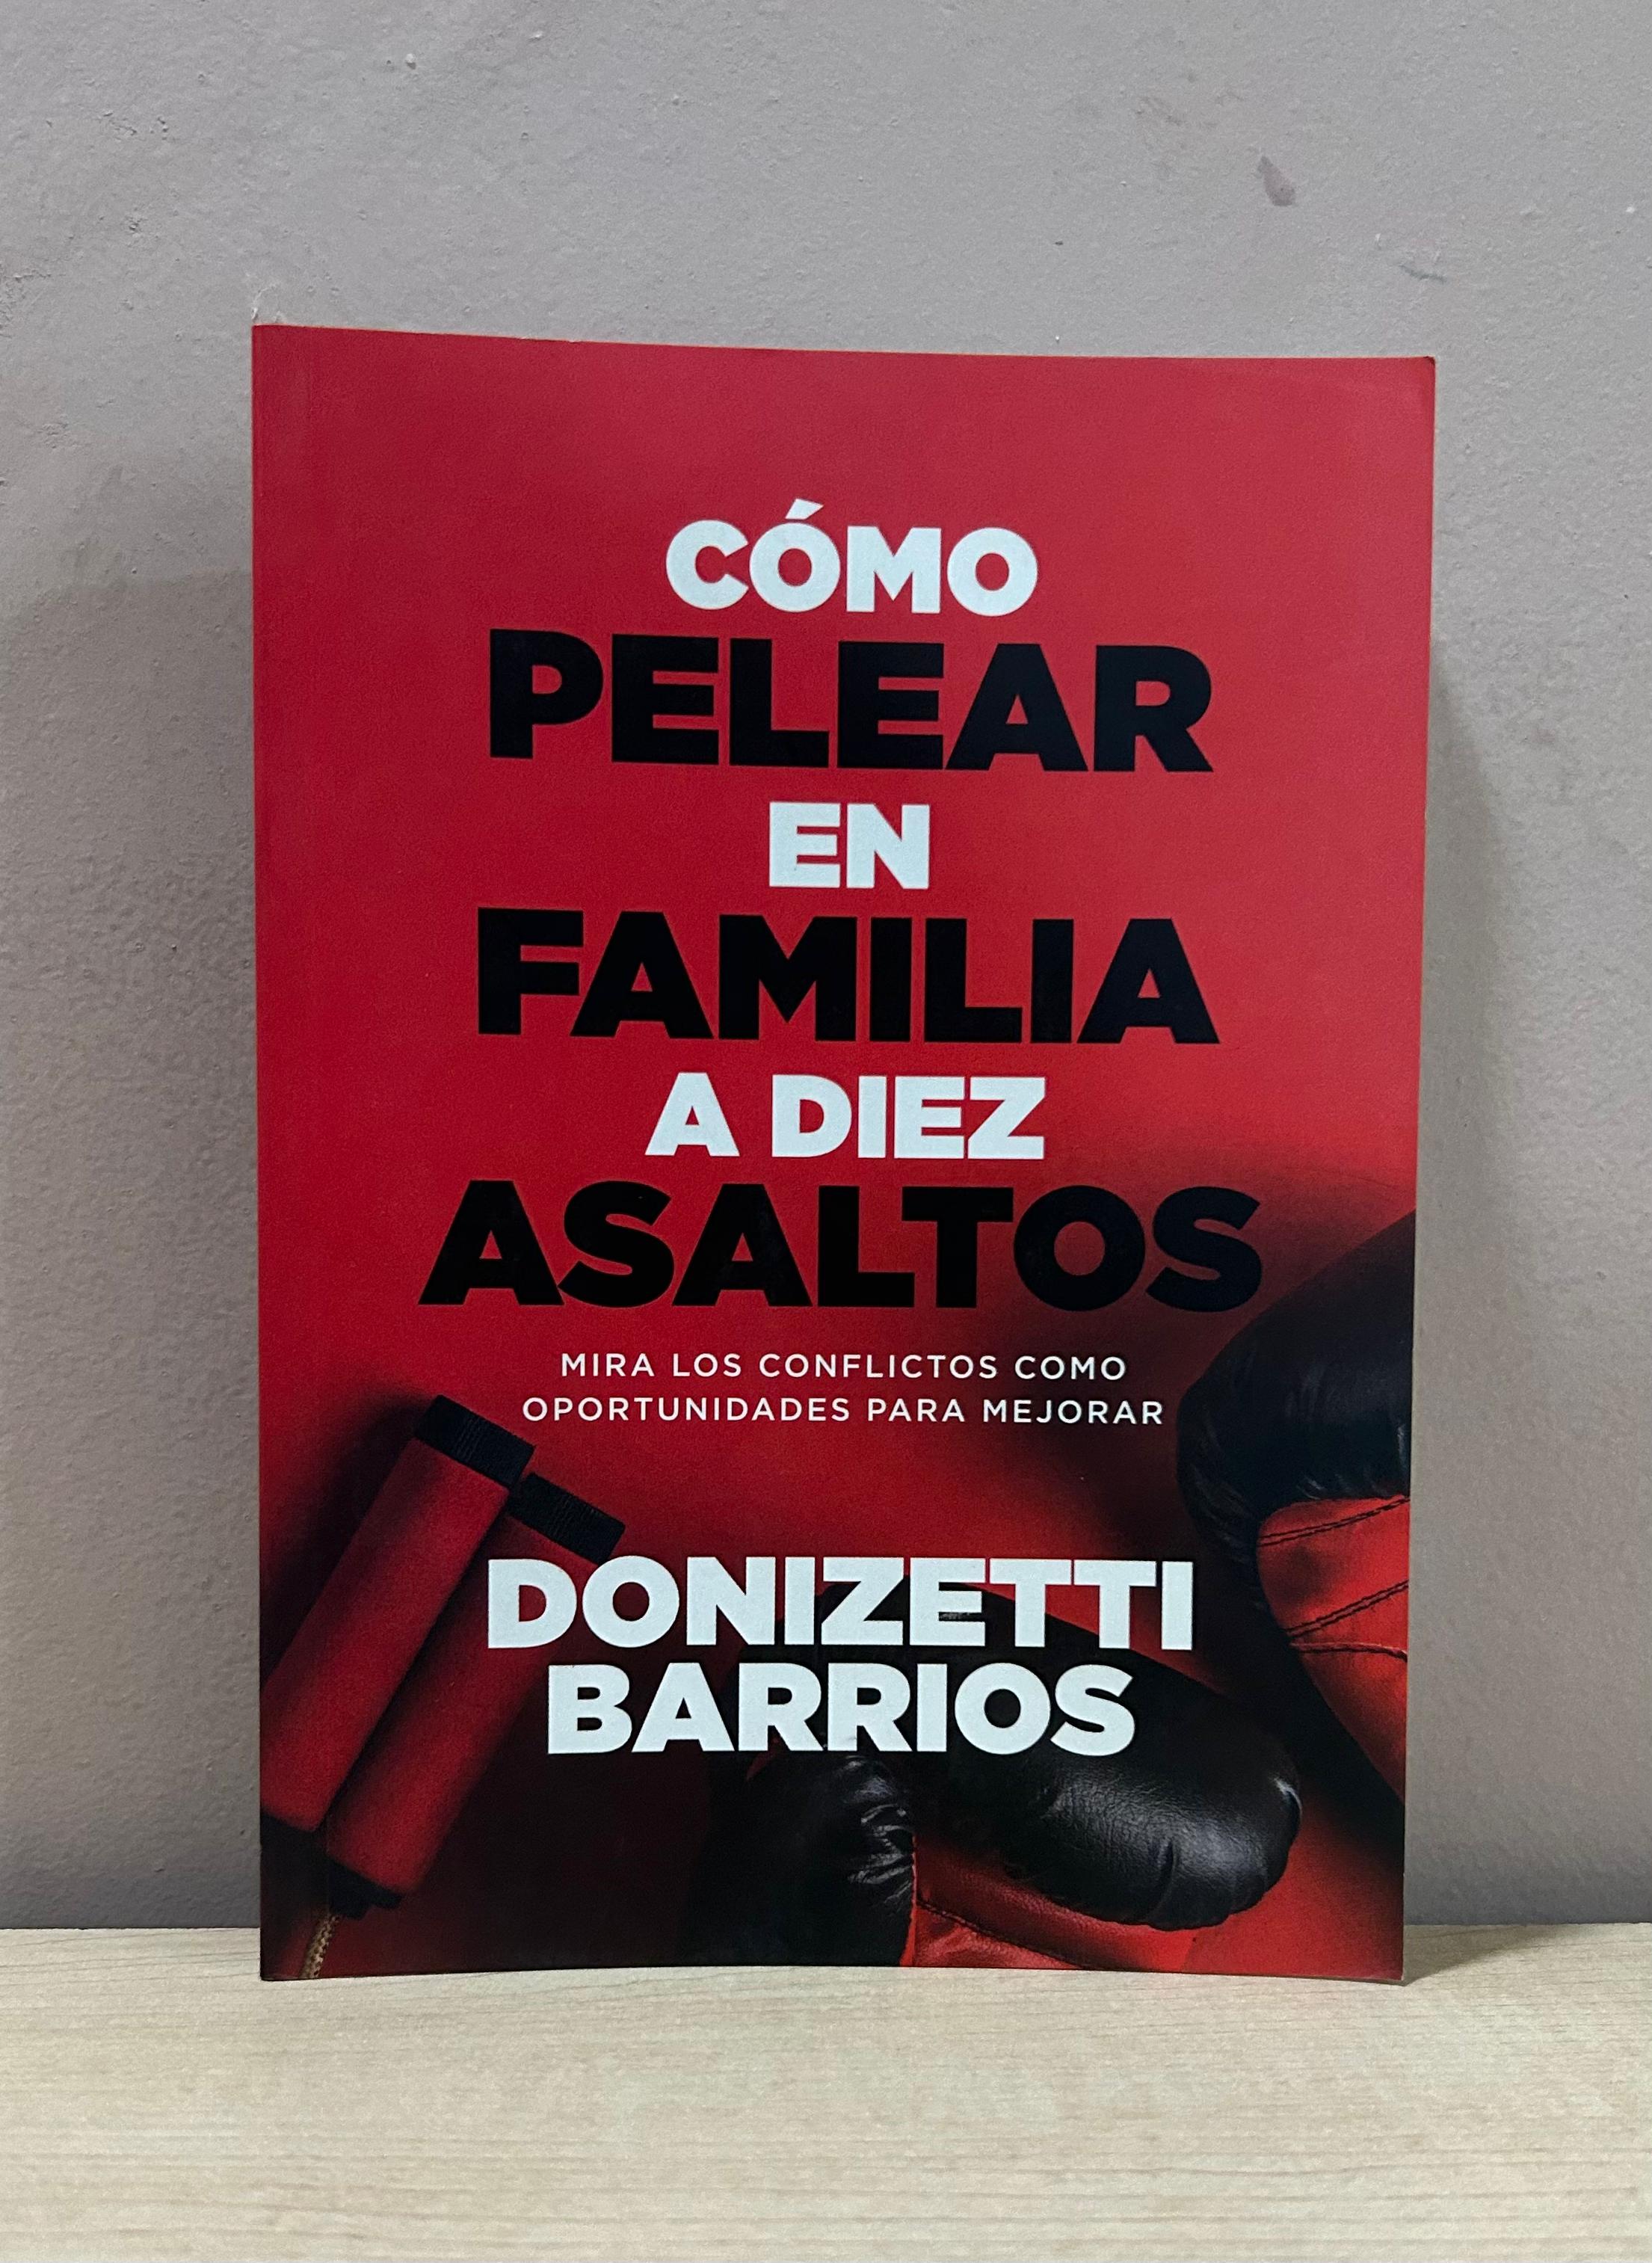 CÓMO
PELEAR
EN
FAMILIA
A DIEZ
ASALTOS
MIRA LOS CONFLICTOS COMO
OPORTUNIDADES PARA MEJORAR
DONIZETTI
BARRIOS